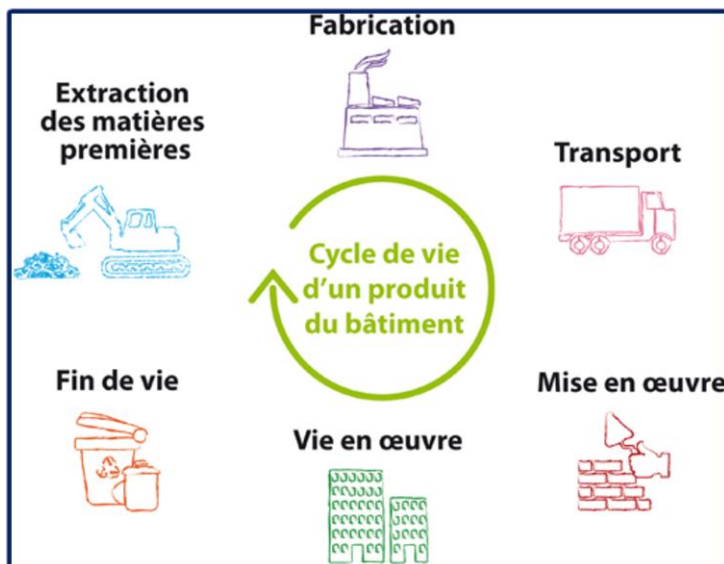 Fabrication
Extraction
des matières
premières
Transport
Cycle de vie
d'un produit
du bâtiment
Fin de vie
Vie en œuvre
Mise en œuvre